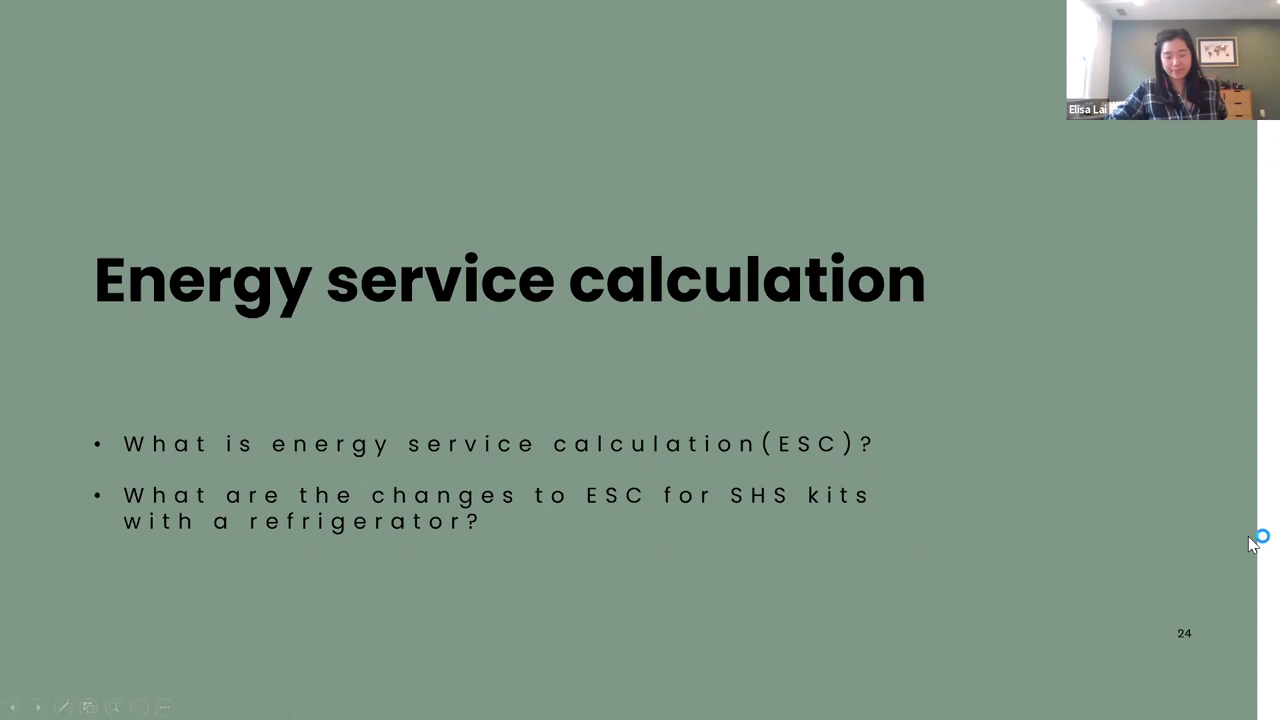 Elisa Lai
Energy service calculation
• What is energy service calculation(ESC)?
• What are the changes to ESC for SHS kits
with a refrigerator?
24